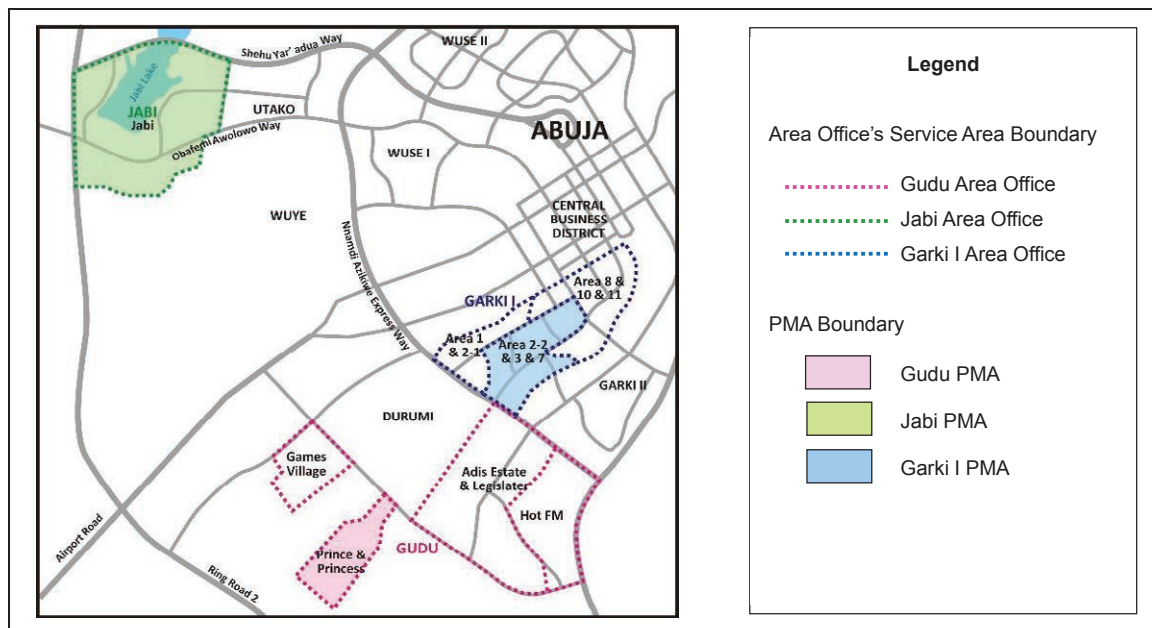 WUSE II
Shehu Yar' adua Way
Jabi Lake
JABI
Jabi
UTAKO
Obafemi Awolowo Way
ABUJA
WUSE I
CENTRAL
BUSINESS
DISTRICT
WUYE
Nnamdi Azikiwe Express Way
Area 8 &
10 & 11
GARKI I
Area 1
& 2-1
Area 2-2
& 3 & 7
GARKI II
DURUMI
Games
Village
Adis Estate
& Legislater
Hot FM
Airport Road
Prince &
Princess
GUDU
Ring Road 2
Legend
Area Office's Service Area Boundary
Gudu Area Office
Jabi Area Office
Garki I Area Office
PMA Boundary
Gudu PMA
Jabi PMA
Garki I PMA